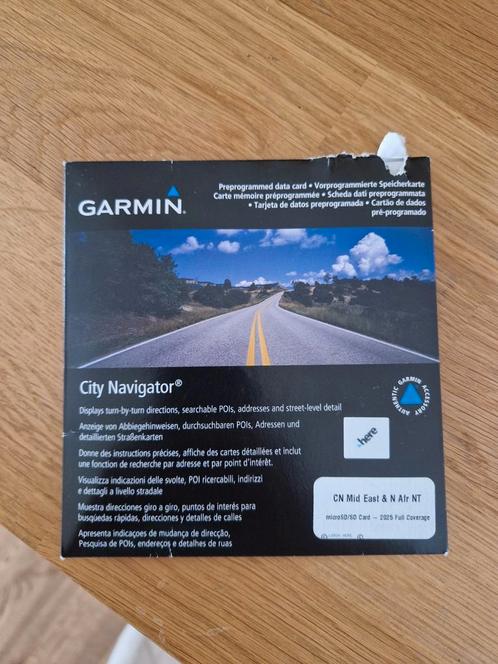 GARMIN
Preprogrammed data card • Vorprogrammierte Speicherkarte
Carte mémoire préprogrammée • Scheda dati preprogrammata
• Tarjeta de datos preprogramada • Cartão de dados
pré-programado
City Navigator®
Displays turn-by-turn directions, searchable POIs, addresses and street-level detail
Anzeige von Abbiegehinweisen, durchsuchbaren POIs, Adressen und
detaillierten Straßenkarten
Donne des instructions précises, affiche des cartes détaillées et inclut
une fonction de recherche par adresse et par point d'intérêt.
Visualizza indicazioni delle svolte, POI ricercabili, indirizzi
e dettagli a livello stradale
Muestra direcciones giro a giro, puntos de interés para
busquedas rápidas, direcciones y detalles de calles
Apresenta indicaçoes de mudança de direcção,
Pesquisa de POIs, endereços e detalhes de ruas
AUTHENTIC GARMIN ACCESSORY
here
CN Mid East & N Afr NT
microSD/SD Card – 2025 Full Coverage